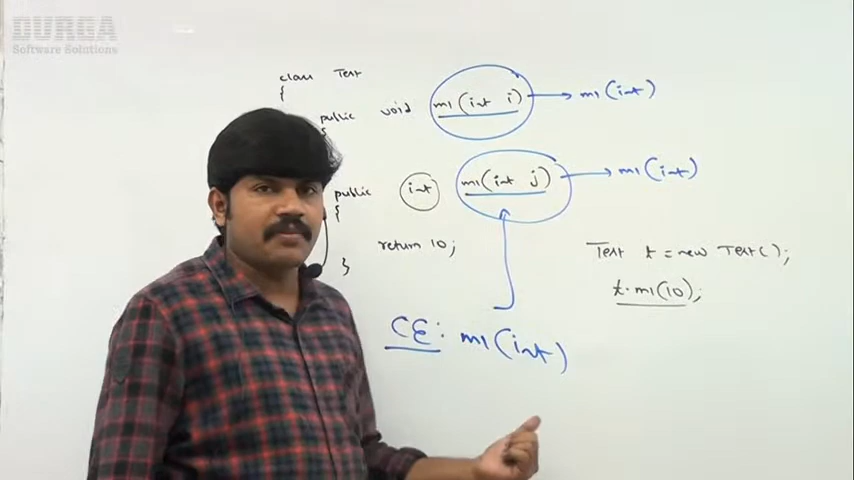 DURGA
Software Solutions
class Test
{
public void m1(int i) → m1(int)
{
public int m1(int j) → m1(int)
{
return 10;
}
Test t = new Test();
t.m1(10);
CE: m1(int)